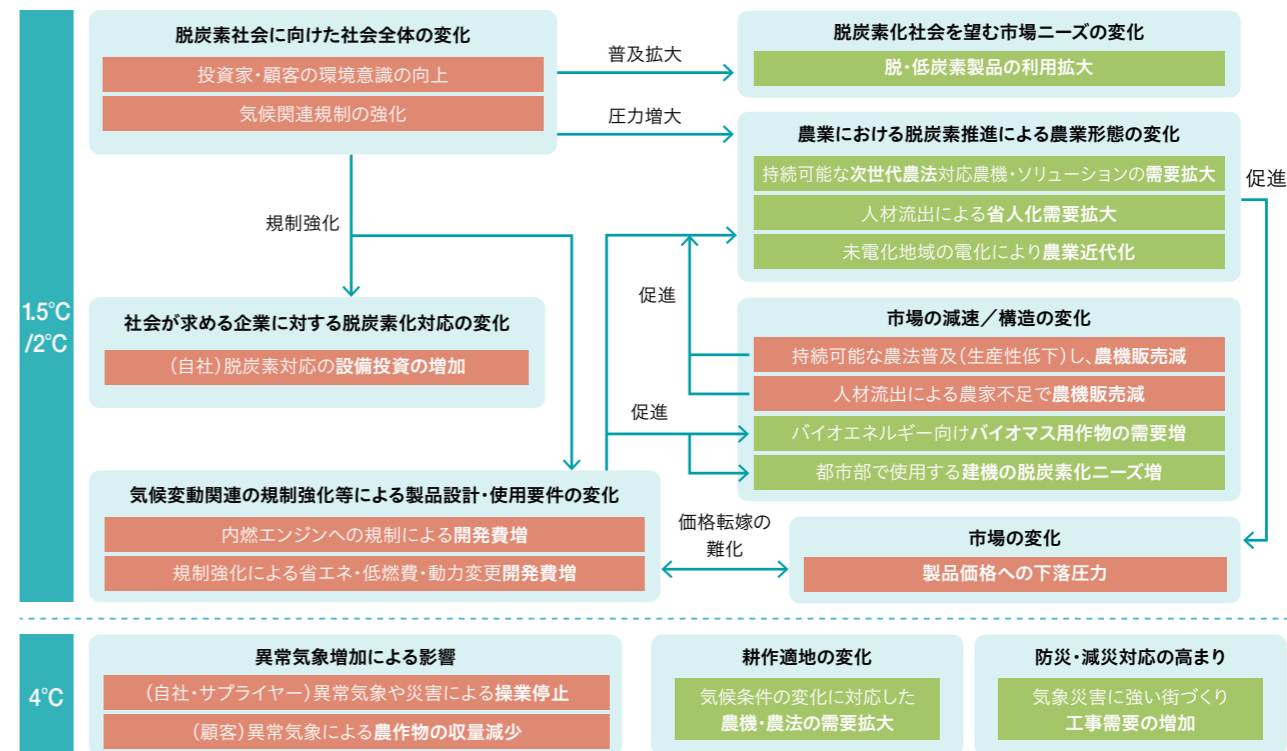 1.5℃
/2℃
脱炭素社会に向けた社会全体の変化
投資家・顧客の環境意識の向上
気候関連規制の強化
普及拡大
圧力増大
規制強化
脱炭素化社会を望む市場ニーズの変化
脱・低炭素製品の利用拡大
農業における脱炭素推進による農業形態の変化
持続可能な次世代農法対応農機・ソリューションの需要拡大
人材流出による省人化需要拡大
未電化地域の電化により農業近代化
促進
社会が求める企業に対する脱炭素化対応の変化
(自社)脱炭素対応の設備投資の増加
促進
促進
市場の減速／構造の変化
持続可能な農法普及(生産性低下)し、農機販売減
人材流出による農家不足で農機販売減
バイオエネルギー向けバイオマス用作物の需要増
都市部で使用する建機の脱炭素化ニーズ増
気候変動関連の規制強化等による製品設計・使用要件の変化
内燃エンジンへの規制による開発費増
規制強化による省エネ・低燃費・動力変更開発費増
価格転嫁の
難化
市場の変化
製品価格への下落圧力
4℃
異常気象増加による影響
(自社・サプライヤー)異常気象や災害による操業停止
(顧客)異常気象による農作物の収量減少
耕作適地の変化
気候条件の変化に対応した
農機・農法の需要拡大
防災・減災対応の高まり
気象災害に強い街づくり
工事需要の増加